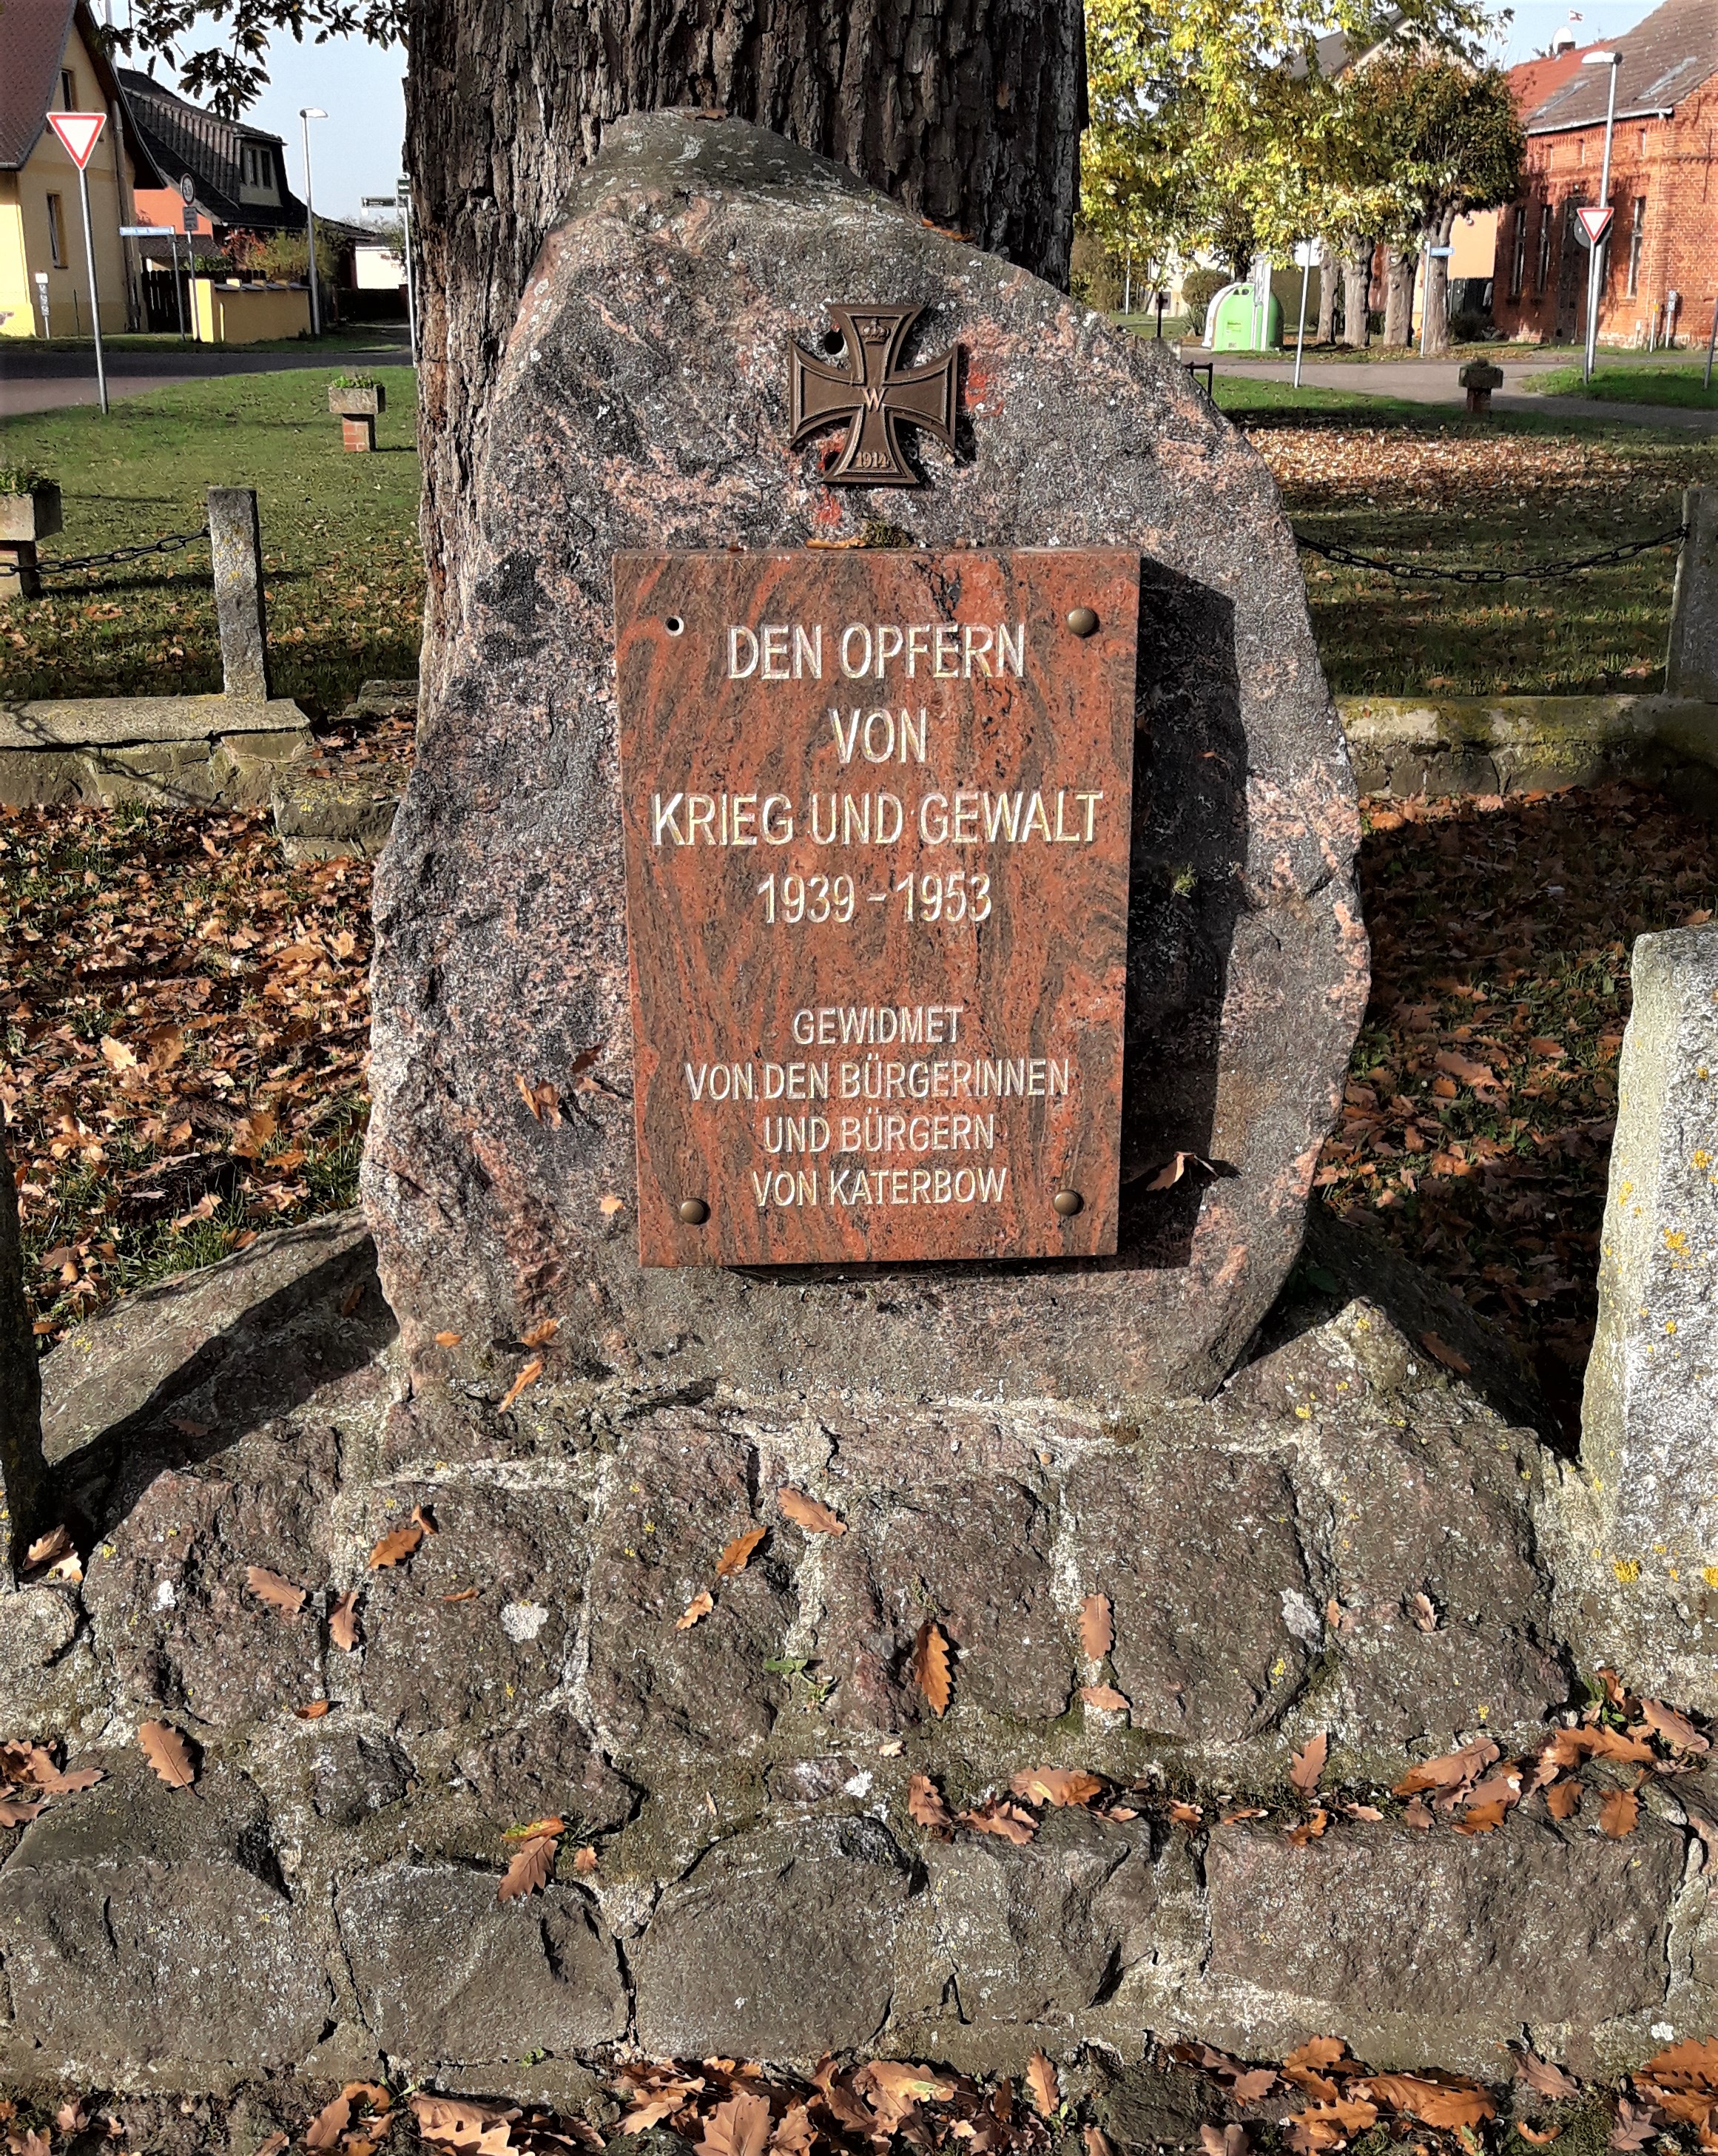 W
1914
DEN OPFERN
VON
KRIEG UND GEWALT
1939 - 1953
GEWIDMET
VON DEN BÜRGERINNEN
UND BÜRGERN
VON KATERBOW